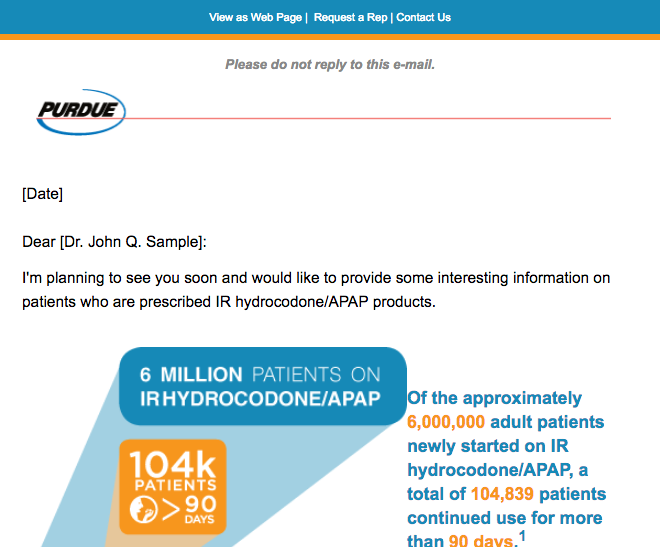 View as Web Page | Request a Rep | Contact Us
Please do not reply to this e-mail.
PURDUE
[Date]
Dear [Dr. John Q. Sample]:
I'm planning to see you soon and would like to provide some interesting information on
patients who are prescribed IR hydrocodone/APAP products.
6 MILLION PATIENTS ON
IR HYDROCODONE/APAP
104k
PATIENTS
> 90
DAYS
Of the approximately
6,000,000 adult patients
newly started on IR
hydrocodone/APAP, a
total of 104,839 patients
continued use for more
than 90 days.1